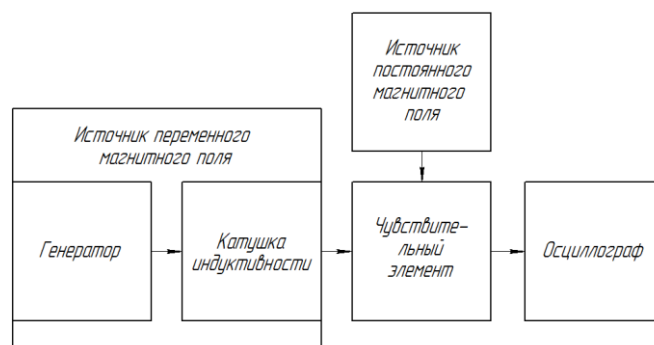 Источник
постоянного
магнитного
поля
Источник переменного
магнитного поля
Генератор
Катушка
индуктивности
Чувствите-
льный
элемент
Осциллограф